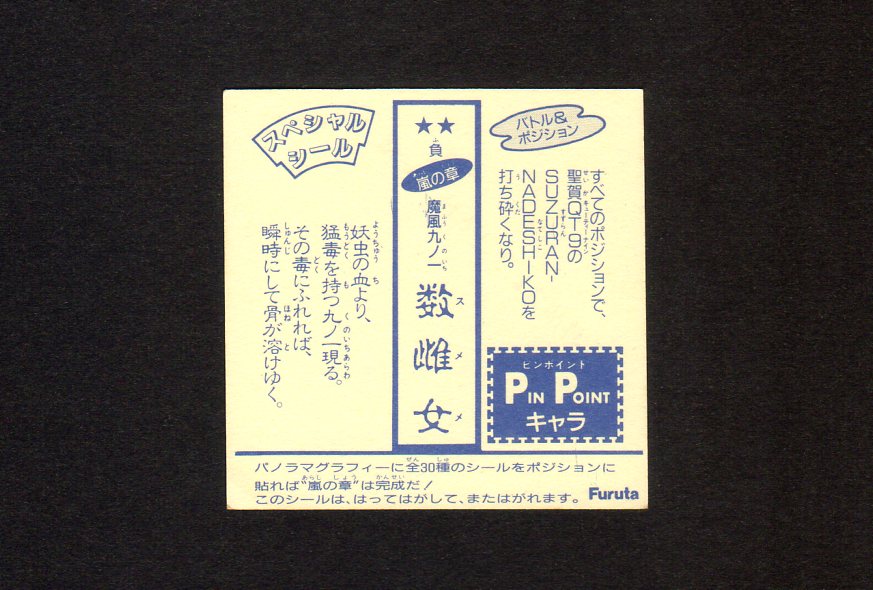 バトル&
ポジション
すべてのポジションで、
聖賀QT9の
SUZURAN-
NADESHIKOを
打ち砕くなり。
PINPOINT
ピンポイント
PIN POINT
キャラ
★★
負
嵐の章
魔風九ノ一
数雌女
スメメ
スペシャル
シール
妖虫の血より、
猛毒を持つ九ノ一現る。
その毒にふれれば、
瞬時にして骨が溶けゆく。
パノラマグラフィーに全30種のシールをポジションに
貼れば"嵐の章"は完成だ!
このシールは、はってはがして、またはがれます。
Furuta